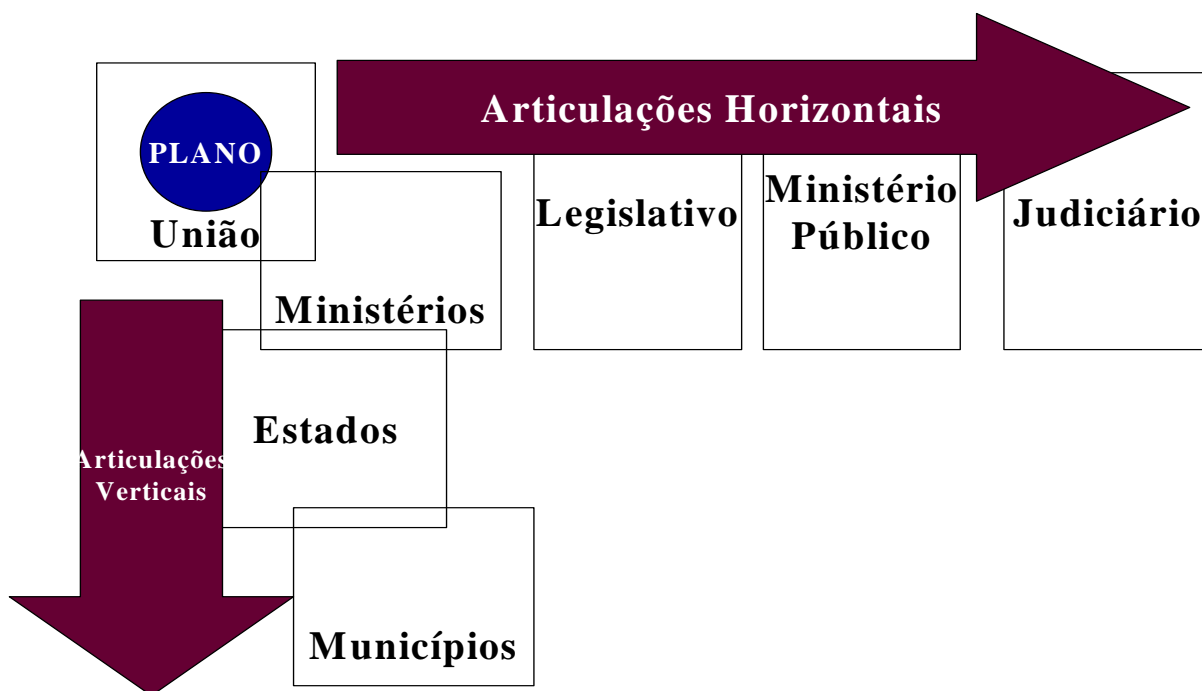 Articulações Horizontais
PLANO
União
Legislativo
Ministério
Público
Judiciário
Ministérios
Estados
Articulações
Verticais
Municípios